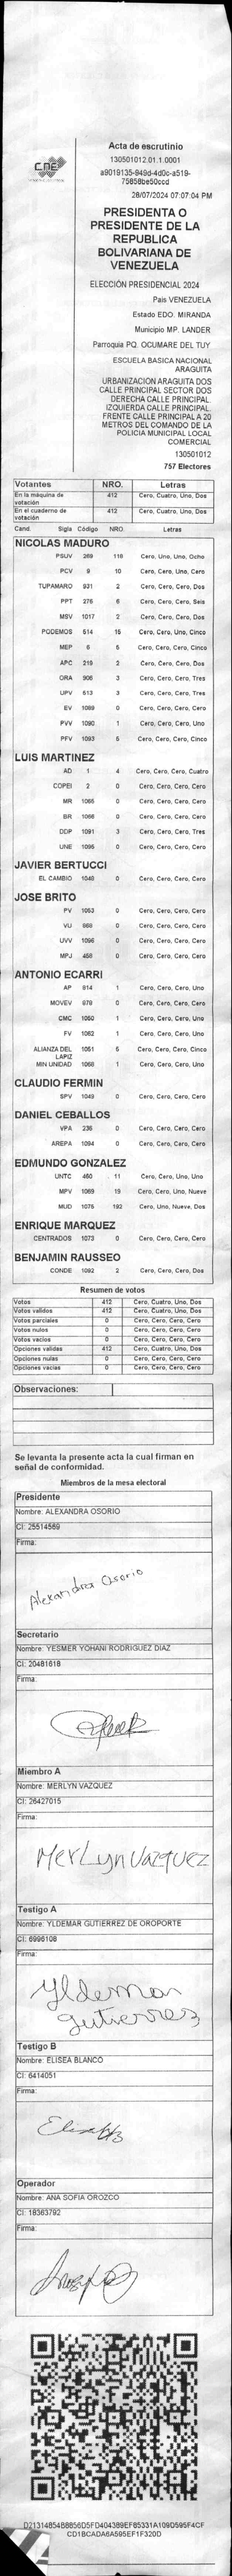 CNE
Acta de escrutinio
130501012.01.1.0001
a9019135-949d-4d0c-a519-
75858be50ccd
28/07/2024 07:07:04 PM
PRESIDENTA O
PRESIDENTE DE LA
REPUBLICA
BOLIVARIANA DE
VENEZUELA
ELECCIÓN PRESIDENCIAL 2024
Pais VENEZUELA
Estado EDO. MIRANDA
Municipio MP. LANDER
Parroquia PQ. OCUMARE DEL TUY
ESCUELA BASICA NACIONAL
ARAGUITA
URBANIZACION ARAGUITA DOS
CALLE PRINCIPAL SECTOR DOS
DERECHA CALLE PRINCIPAL.
IZQUIERDA CALLE PRINCIPAL.
FRENTE CALLE PRINCIPAL A 20
METROS DEL COMANDO DE LA
POLICIA MUNICIPAL LOCAL
COMERCIAL
130501012
757 Electores
Votantes NRO. Letras
En la máquina de votación 412 Cero, Cuatro, Uno, Dos
En el cuaderno de votación 412 Cero, Cuatro, Uno, Dos
Cand. Sigla Código NRO. Letras
NICOLAS MADURO
PSUV 269 118 Cero, Uno, Uno, Ocho
PCV 9 10 Cero, Cero, Uno, Cero
TUPAMARO 931 2 Cero, Cero, Cero, Dos
PPT 276 6 Cero, Cero, Cero, Seis
MSV 1017 2 Cero, Cero, Cero, Dos
PODEMOS 514 15 Cero, Cero, Uno, Cinco
MEP 6 5 Cero, Cero, Cero, Cinco
APC 219 2 Cero, Cero, Cero, Dos
ORA 906 3 Cero, Cero, Cero, Tres
UPV 513 3 Cero, Cero, Cero, Tres
EV 1089 0 Cero, Cero, Cero, Cero
PVV 1090 1 Cero, Cero, Cero, Uno
PFV 1093 5 Cero, Cero, Cero, Cinco
LUIS MARTINEZ
AD 1 4 Cero, Cero, Cero, Cuatro
COPEI 2 0 Cero, Cero, Cero, Cero
MR 1065 0 Cero, Cero, Cero, Cero
BR 1066 0 Cero, Cero, Cero, Cero
DDP 1091 3 Cero, Cero, Cero, Tres
UNE 1095 0 Cero, Cero, Cero, Cero
JAVIER BERTUCCI
EL CAMBIO 1048 0 Cero, Cero, Cero, Cero
JOSE BRITO
PV 1053 0 Cero, Cero, Cero, Cero
VU 989 0 Cero, Cero, Cero, Cero
UVV 1096 0 Cero, Cero, Cero, Cero
MPJ 458 0 Cero, Cero, Cero, Cero
ANTONIO ECARRI
AP 814 1 Cero, Cero, Cero, Uno
MOVEV 979 0 Cero, Cero, Cero, Cero
CMC 1050 1 Cero, Cero, Cero, Uno
FV 1062 1 Cero, Cero, Cero, Uno
ALIANZA DEL LAPIZ 1051 5 Cero, Cero, Cero, Cinco
MIN UNIDAD 1058 1 Cero, Cero, Cero, Uno
CLAUDIO FERMIN
SPV 1049 0 Cero, Cero, Cero, Cero
DANIEL CEBALLOS
VPA 236 0 Cero, Cero, Cero, Cero
AREPA 1094 0 Cero, Cero, Cero, Cero
EDMUNDO GONZALEZ
UNTC 460 11 Cero, Cero, Uno, Uno
MPV 1069 19 Cero, Cero, Uno, Nueve
MUD 1075 192 Cero, Uno, Nueve, Dos
ENRIQUE MARQUEZ
CENTRADOS 1073 0 Cero, Cero, Cero, Cero
BENJAMIN RAUSSEO
CONDE 1092 2 Cero, Cero, Cero, Dos
Resumen de votos
Votos 412 Cero, Cuatro, Uno, Dos
Votos validos 412 Cero, Cuatro, Uno, Dos
Votos parciales 0 Cero, Cero, Cero, Cero
Votos nulos 0 Cero, Cero, Cero, Cero
Votos vacios 0 Cero, Cero, Cero, Cero
Opciones validas 412 Cero, Cuatro, Uno, Dos
Opciones nulas 0 Cero, Cero, Cero, Cero
Opciones vacias 0 Cero, Cero, Cero, Cero
Observaciones:
Se levanta la presente acta la cual firman en
señal de conformidad.
Miembros de la mesa electoral
Presidente
Nombre: ALEXANDRA OSORIO
CI: 25514569
Firma:
Alexandra Osorio
Secretario
Nombre: YESMER YOHANI RODRIGUEZ DIAZ
CI: 20481618
Firma:
Miembro A
Nombre: MERLYN VAZQUEZ
CI: 26427015
Firma:
MerLyn Vazquez
Testigo A
Nombre: YLDEMAR GUTIERREZ DE OROPORTE
CI: 6996108
Firma:
Yldemar
gutierrez
Testigo B
Nombre: ELISEA BLANCO
CI: 6414051
Firma:
Operador
Nombre: ANA SOFIA OROZCO
CI: 18363792
Firma:
D21314854B8856D5FD404389EF85331A109D595F4CF
CD1BCADA6A595EF1F320D